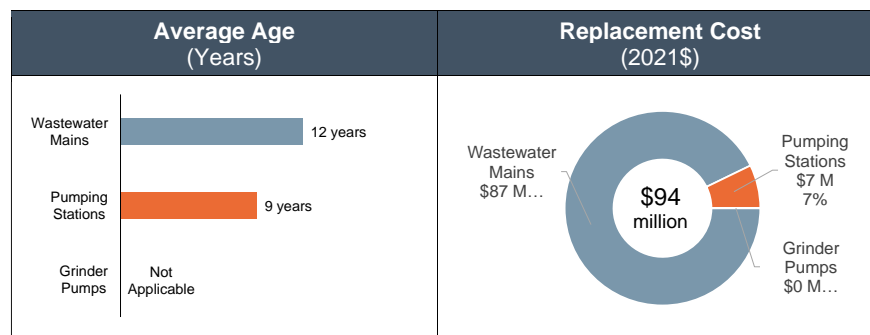 Average Age
(Years)
Replacement Cost
(2021$)
Wastewater
Mains
12 years
Pumping
Stations
9 years
Grinder
Pumps
Not
Applicable
Wastewater
Mains
$87 M…
$94
million
Pumping
Stations
$7 M
7%
Grinder
Pumps
$0 M…